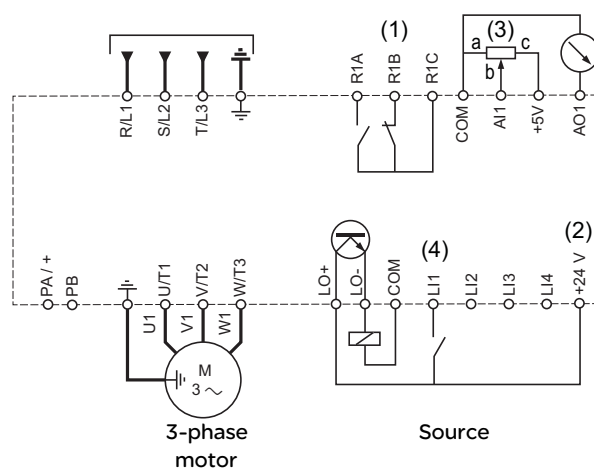 (1)
(3)
a
c
b
R/L1
S/L2
T/L3
R1A
R1B
R1C
COM
AI1
+5V
AO1
(4)
(2)
PA / +
PB
U/T1
V/T2
W/T3
LO+
LO-
COM
LI1
LI2
LI3
LI4
+24 V
U1
V1
W1
M
3 ~
3-phase
motor
Source